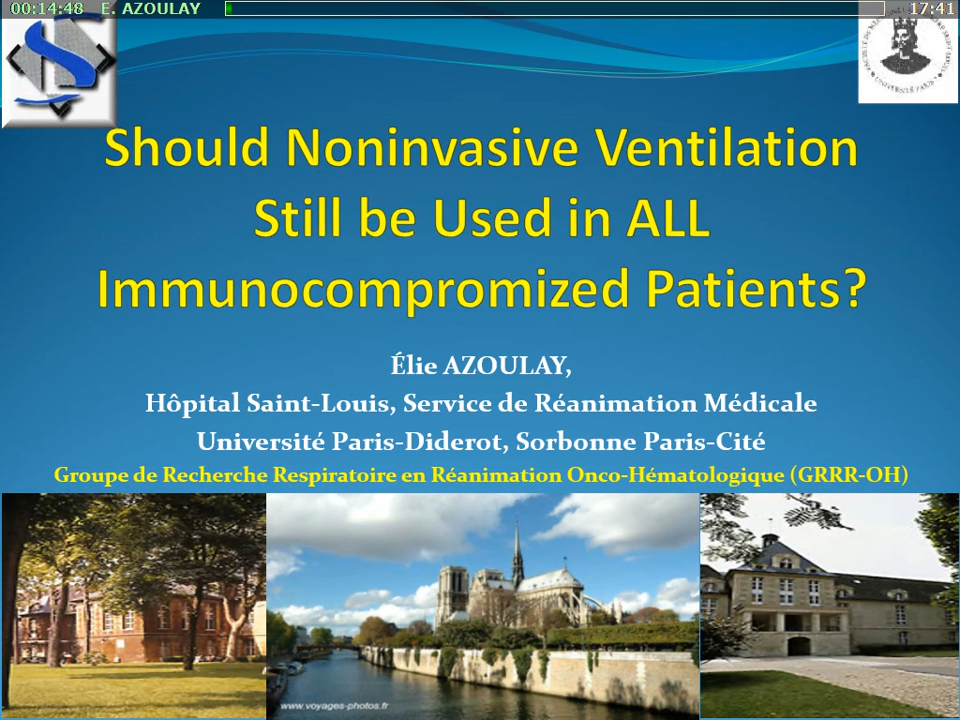 00:14:48 E. AZOULAY 17:41
Should Noninvasive Ventilation
Still be Used in ALL
Immunocompromized Patients?
Élie AZOULAY,
Hôpital Saint-Louis, Service de Réanimation Médicale
Université Paris-Diderot, Sorbonne Paris-Cité
Groupe de Recherche Respiratoire en Réanimation Onco-Hématologique (GRRR-OH)
www.voyages-photos.fr